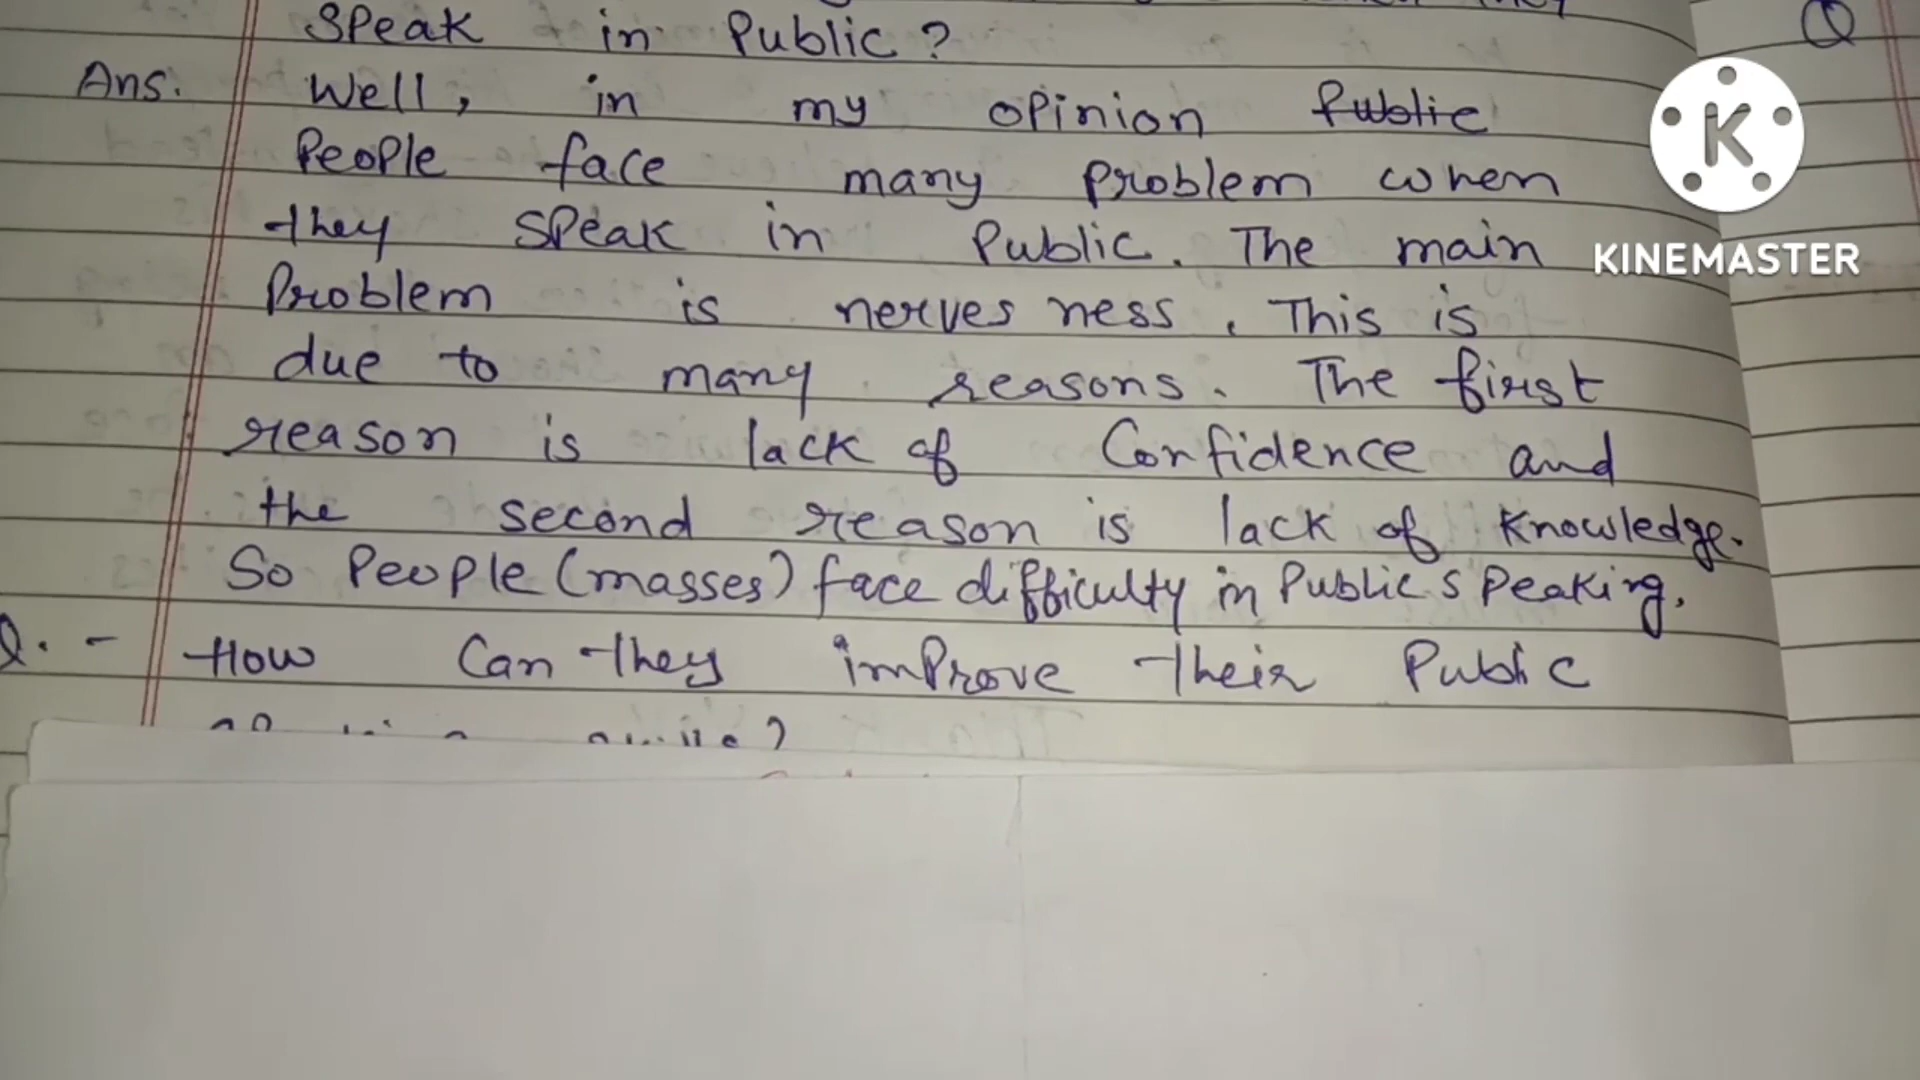 Speak in Public?
Ans. Well, in my opinion Public
People face many Problem when
they speak in Public. The main
Problem is nerves ness. This is
due to many reasons. The first
reason is lack of Confidence and
the second reason is lack of Knowledge.
So People (masses) face difficulty in Public speaking.
Q. - How Can they improve their Public
Q
KINEMASTER